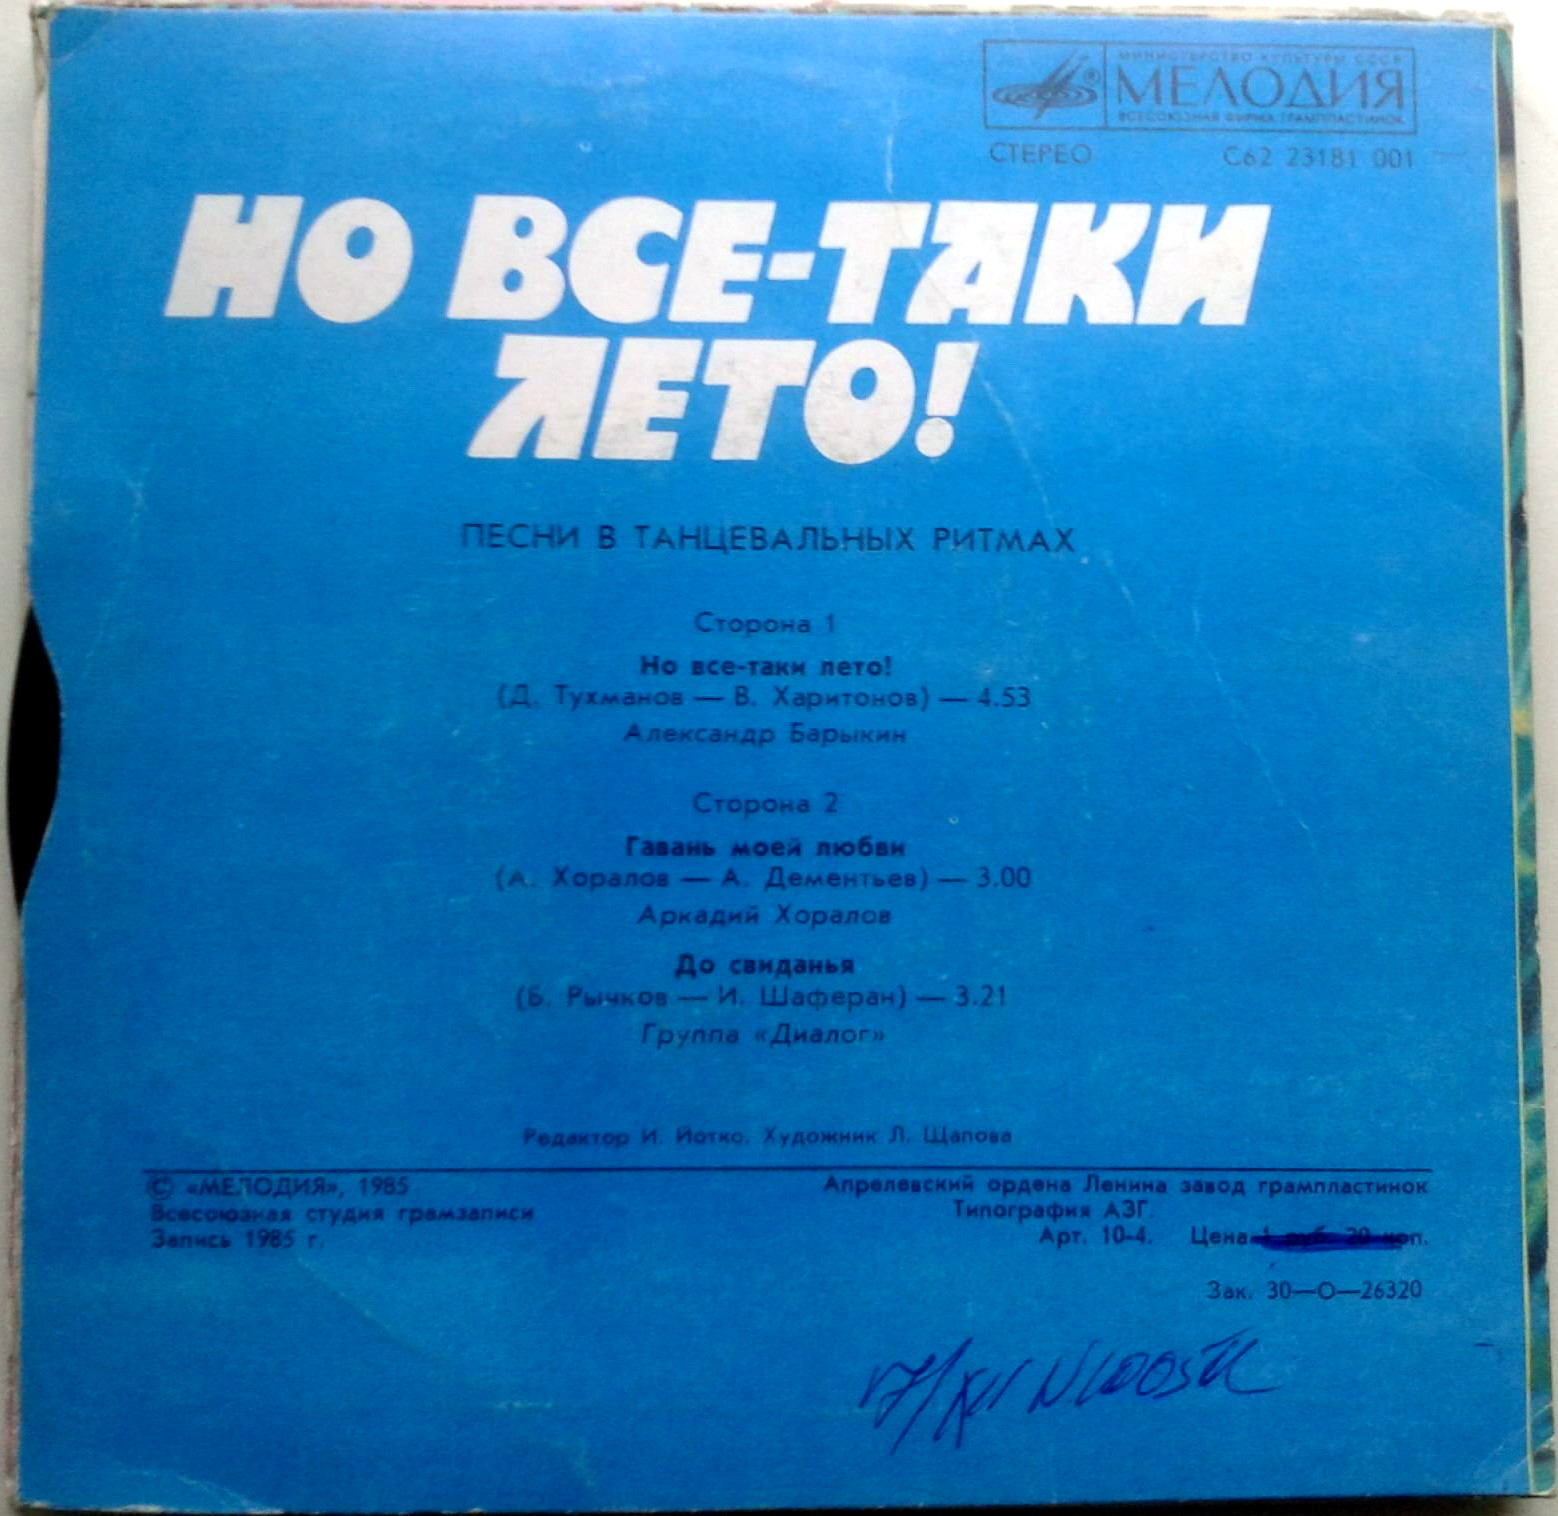 МИНИСТЕРСТВО КУЛЬТУРЫ СССР
МЕЛОДИЯ
ВСЕСОЮЗНАЯ ФИРМА ГРАМПЛАСТИНОК
СТЕРЕО С62 23181 001
НО ВСЕ-ТАКИ
ЛЕТО!
ПЕСНИ В ТАНЦЕВАЛЬНЫХ РИТМАХ
Сторона 1
Но все-таки лето!
(Д. Тухманов — В. Харитонов) — 4.53
Александр Барыкин
Сторона 2
Гавань моей любви
(А. Хоралов — А. Дементьев) — 3.00
Аркадий Хоралов
До свиданья
(Б. Рычков — И. Шаферан) — 3.21
Группа «Диалог»
Редактор И. Йотко. Художник Л. Щапова
© «МЕЛОДИЯ», 1985
Всесоюзная студия грамзаписи
Запись 1985 г.
Апрелевский ордена Ленина завод грампластинок
Типография АЗГ.
Арт. 10-4. Цена 1 руб. 20 коп.
Зак. 30—О—26320